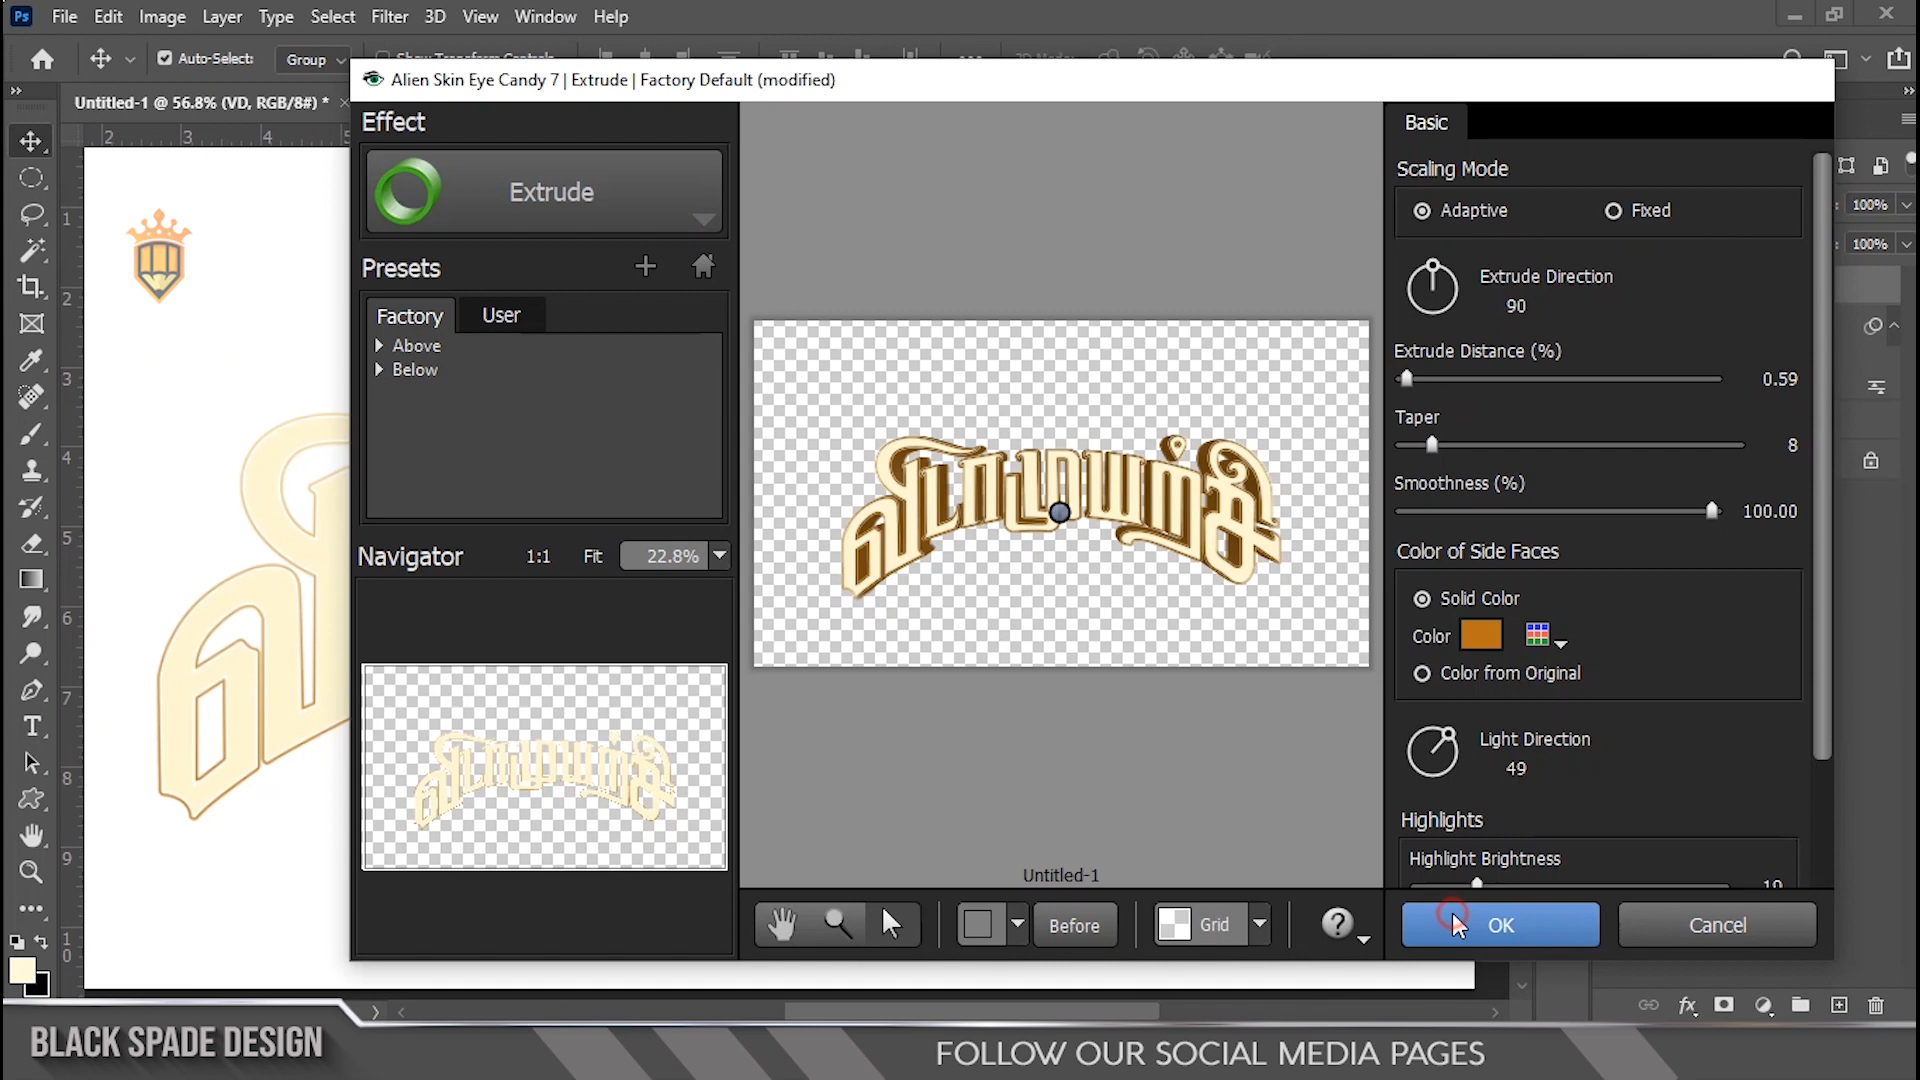 File Edit Image Layer Type Select Filter 3D View Window Help
Auto-Select: Group
Untitled-1 @ 56.8% (VD, RGB/8#) *
Alien Skin Eye Candy 7 | Extrude | Factory Default (modified)
Effect
Extrude
Presets
Factory User
Above
Below
Navigator 1:1 Fit 22.8%
விடாமுயற்சி
விடாமுயற்சி
Untitled-1
Before Grid
Basic
Scaling Mode
Adaptive Fixed
Extrude Direction
90
Extrude Distance (%)
0.59
Taper
8
Smoothness (%)
100.00
Color of Side Faces
Solid Color
Color
Color from Original
Light Direction
49
Highlights
Highlight Brightness
OK Cancel
100%
100%
BLACK SPADE DESIGN
FOLLOW OUR SOCIAL MEDIA PAGES